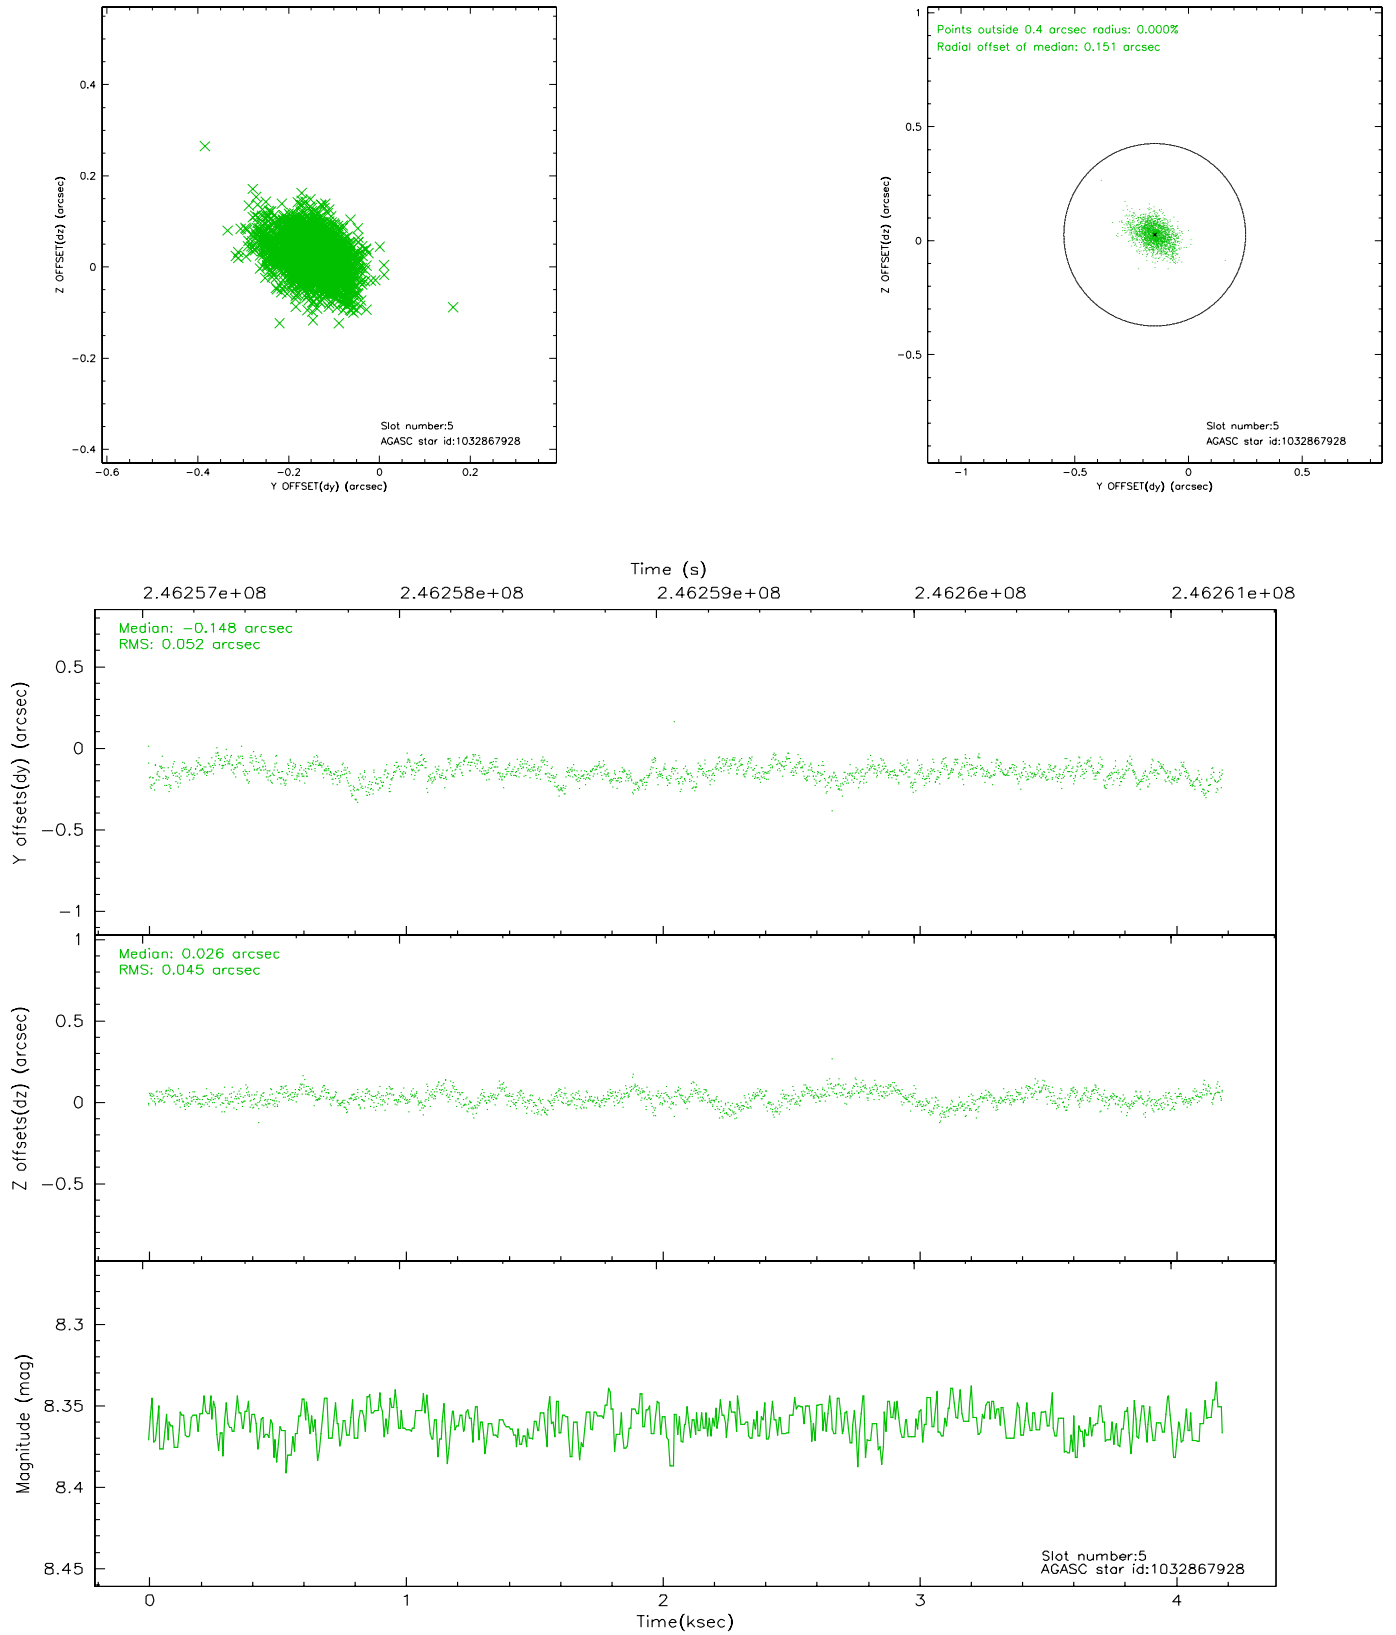 0.4
0.2
0
−0.2
−0.4
Z OFFSET(dz) (arcsec)
Slot number:5
AGASC star id:1032867928
−0.6
−0.4
−0.2
0
0.2
Y OFFSET(dy) (arcsec)
Points outside 0.4 arcsec radius: 0.000%
Radial offset of median: 0.151 arcsec
1
0.5
0
−0.5
Z OFFSET(dz) (arcsec)
Slot number:5
AGASC star id:1032867928
−1
−0.5
0
0.5
Y OFFSET(dy) (arcsec)
Time (s)
2.46257e+08
2.46258e+08
2.46259e+08
2.4626e+08
2.46261e+08
Median: −0.148 arcsec
RMS: 0.052 arcsec
0.5
0
−0.5
−1
Y offsets(dy) (arcsec)
Median: 0.026 arcsec
RMS: 0.045 arcsec
1
0.5
0
−0.5
Z offsets(dz) (arcsec)
8.3
8.35
8.4
8.45
Magnitude (mag)
Slot number:5
AGASC star id:1032867928
0
1
2
3
4
Time(ksec)